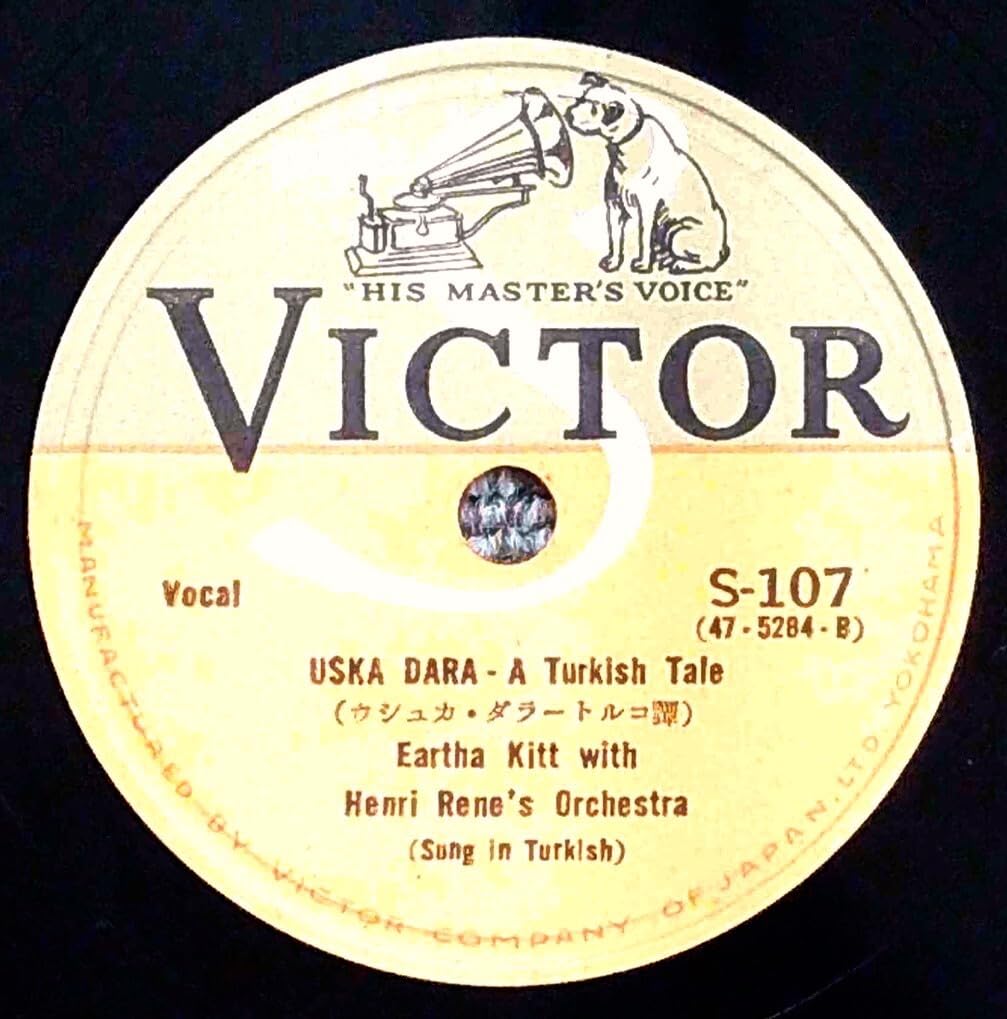 "HIS MASTER'S VOICE"
VICTOR
Vocal
S-107
(47-5284-B)
USKA DARA - A Turkish Tale
(ウシュカ・ダラートルコ譚)
Eartha Kitt with
Henri Rene's Orchestra
(Sung in Turkish)
MANUFACTURED BY VICTOR COMPANY OF JAPAN, LTD. YOKOHAMA